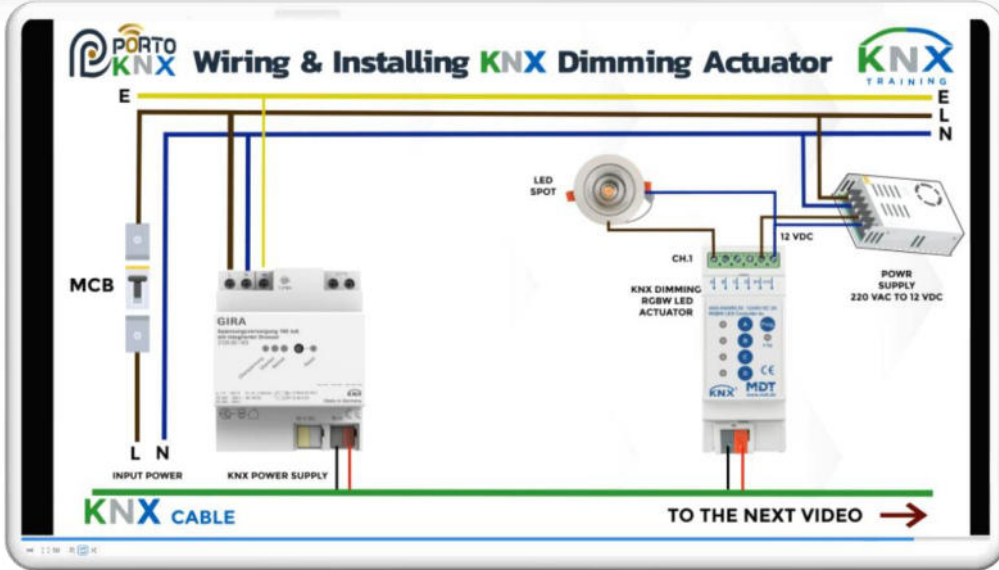 PORTO
KNX
Wiring & Installing KNX Dimming Actuator
KNX
TRAINING
E
E
L
N
LED
SPOT
12 VDC
CH.1
MCB
KNX DIMMING
RGBW LED
ACTUATOR
POWR
SUPPLY
220 VAC TO 12 VDC
GIRA
KNX
MDT
L N
INPUT POWER
KNX POWER SUPPLY
KNX CABLE
TO THE NEXT VIDEO